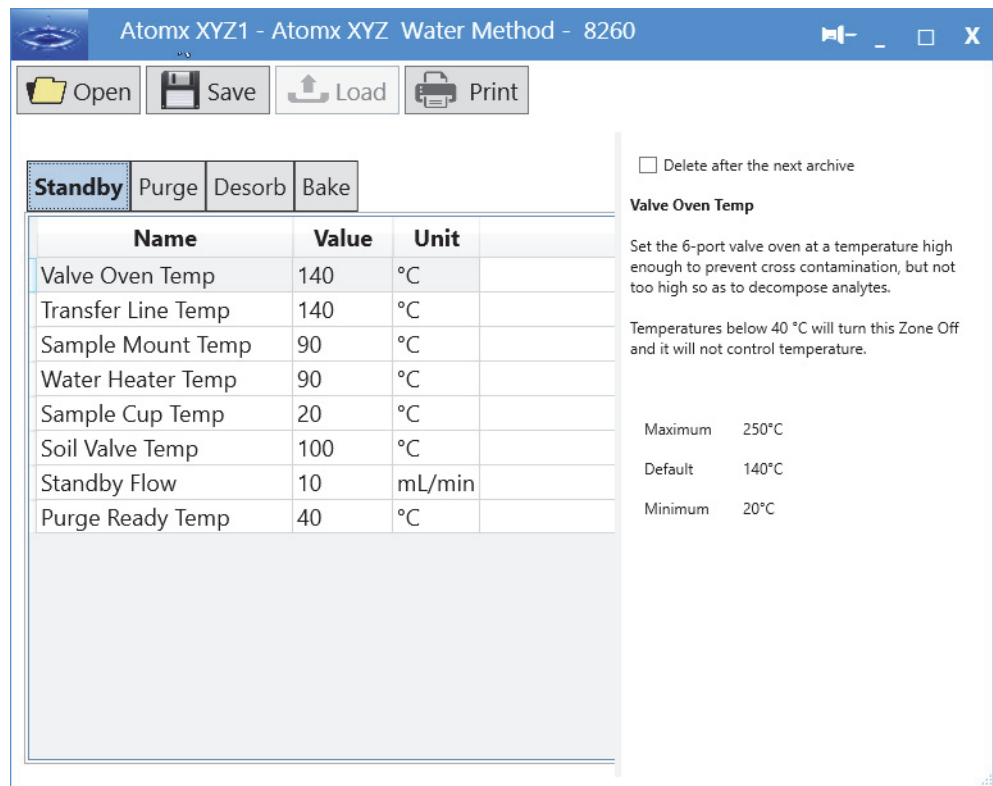 Atomx XYZ1 - Atomx XYZ Water Method - 8260 _ □ X
Open Save Load Print
Standby Purge Desorb Bake
Name Value Unit
Valve Oven Temp 140 °C
Transfer Line Temp 140 °C
Sample Mount Temp 90 °C
Water Heater Temp 90 °C
Sample Cup Temp 20 °C
Soil Valve Temp 100 °C
Standby Flow 10 mL/min
Purge Ready Temp 40 °C
Delete after the next archive
Valve Oven Temp
Set the 6-port valve oven at a temperature high
enough to prevent cross contamination, but not
too high so as to decompose analytes.
Temperatures below 40 °C will turn this Zone Off
and it will not control temperature.
Maximum 250°C
Default 140°C
Minimum 20°C